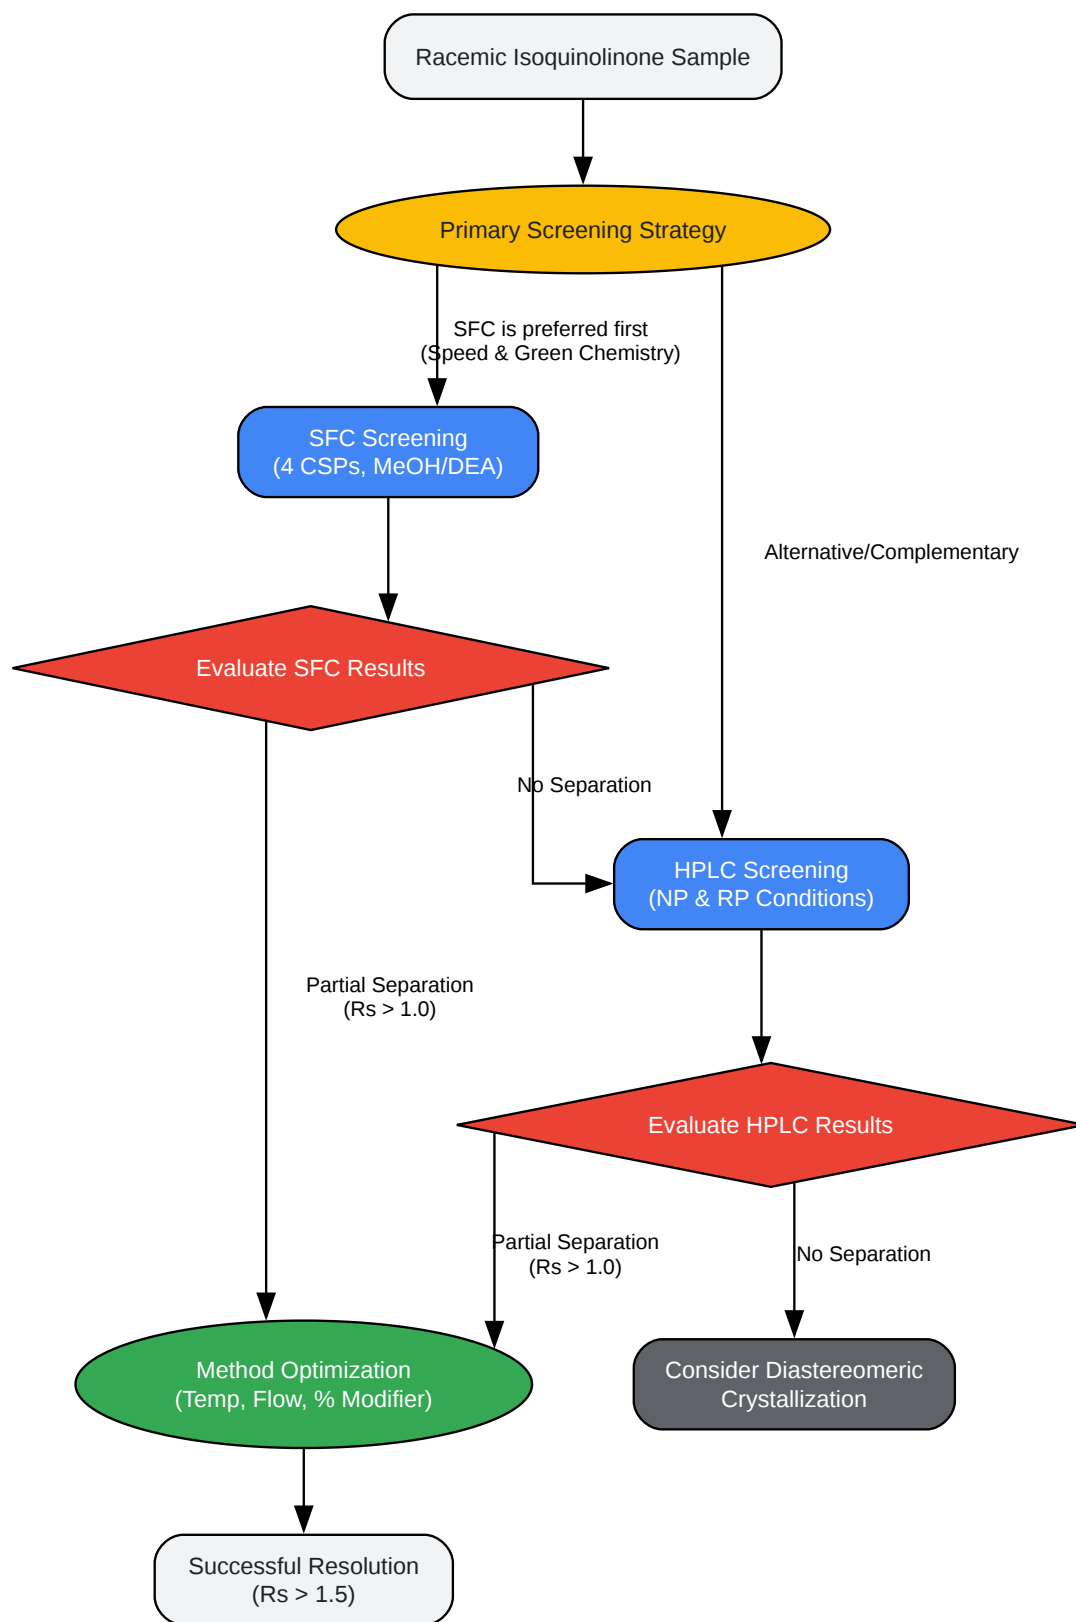 Racemic Isoquinolinone Sample
Primary Screening Strategy
SFC is preferred first
(Speed & Green Chemistry)
SFC Screening
(4 CSPs, MeOH/DEA)
Alternative/Complementary
Evaluate SFC Results
No Separation
HPLC Screening
(NP & RP Conditions)
Partial Separation
(Rs > 1.0)
Evaluate HPLC Results
Partial Separation
(Rs > 1.0)
No Separation
Method Optimization
(Temp, Flow, % Modifier)
Consider Diastereomeric
Crystallization
Successful Resolution
(Rs > 1.5)